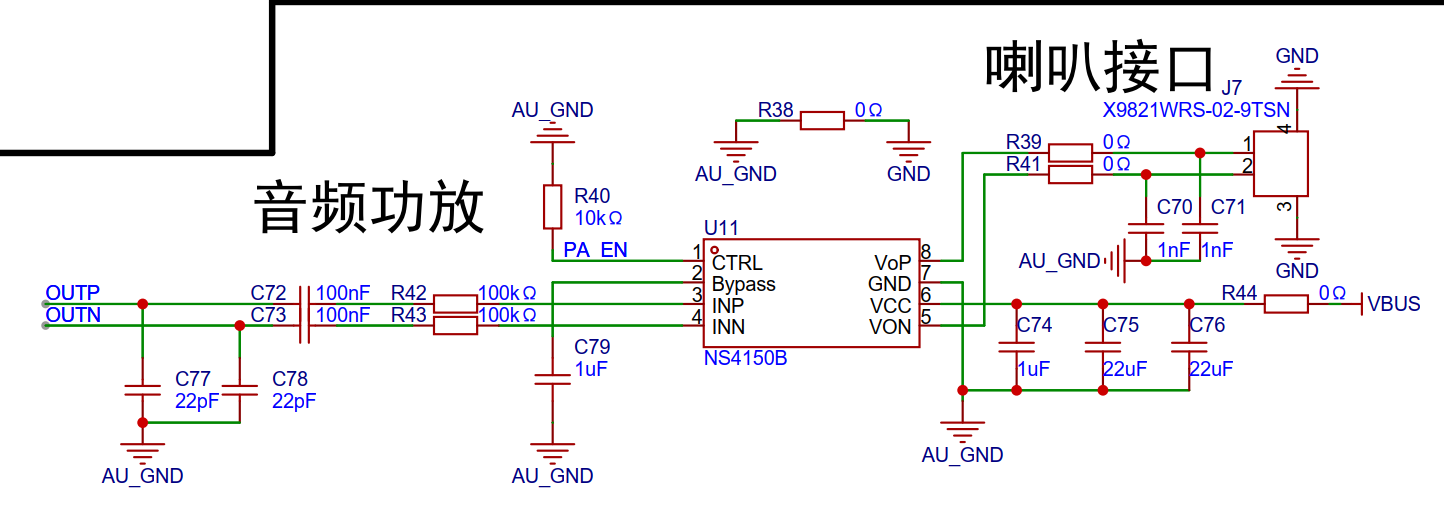 喇叭接口
GND
J7
X9821WRS-02-9TSN
4
1
2
3
GND
AU_GND
R38
0Ω
AU_GND
GND
R39
0Ω
R41
0Ω
C70
C71
1nF
1nF
AU_GND
音频功放
R40
10kΩ
PA_EN
U11
1
CTRL
2
Bypass
3
INP
4
INN
8
VoP
7
GND
6
VCC
5
VON
NS4150B
OUTP
OUTN
C72
100nF
R42
100kΩ
C73
100nF
R43
100kΩ
C77
22pF
C78
22pF
AU_GND
C79
1uF
AU_GND
R44
0Ω
VBUS
C74
1uF
C75
22uF
C76
22uF
AU_GND